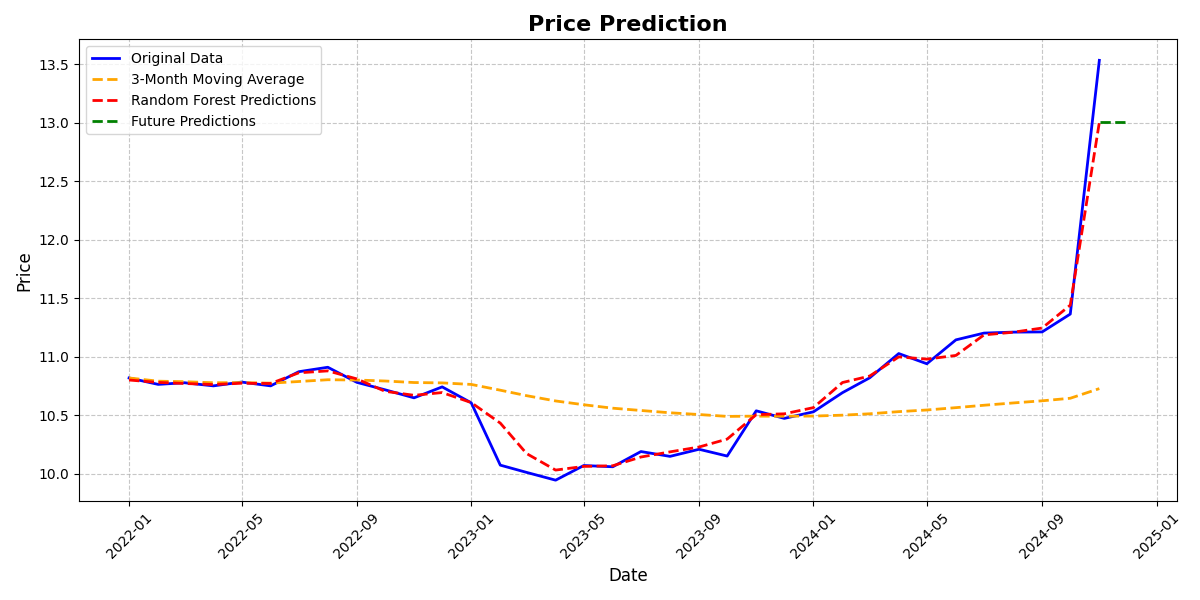 Price Prediction
Original Data
3-Month Moving Average
Random Forest Predictions
Future Predictions
13.5
13.0
12.5
12.0
11.5
11.0
10.5
10.0
Price
2022-01
2022-05
2022-09
2023-01
2023-05
2023-09
2024-01
2024-05
2024-09
2025-01
Date